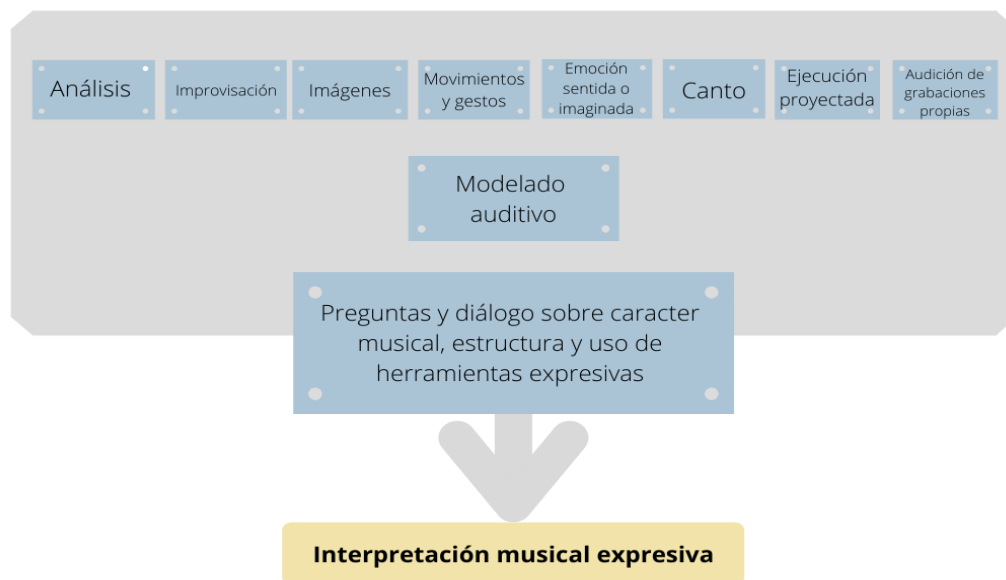 Análisis
Improvisación
Imágenes
Movimientos
y gestos
Emoción
sentida o
imaginada
Canto
Ejecución
proyectada
Audición de
grabaciones
propias
Modelado
auditivo
Preguntas y diálogo sobre caracter
musical, estructura y uso de
herramientas expresivas
Interpretación musical expresiva